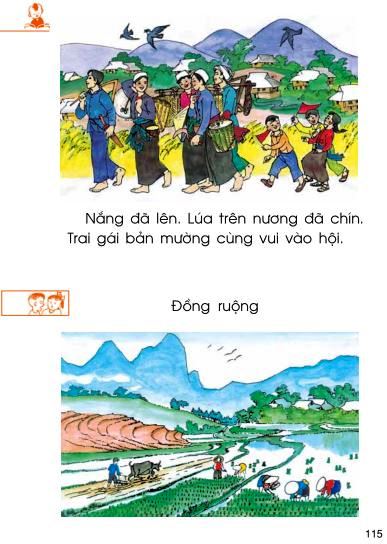 Nắng đã lên. Lúa trên nương đã chín.
Trai gái bản mường cùng vui vào hội.
Đồng ruộng
115